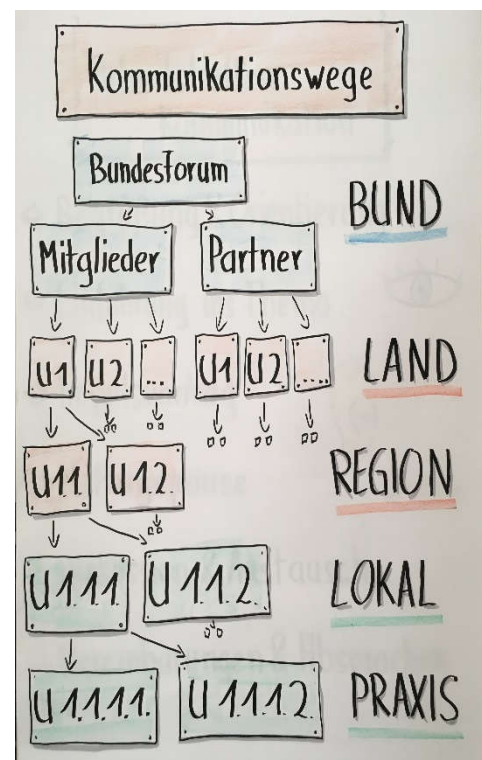 Kommunikationswege
Bundesforum
BUND
Mitglieder Partner
U1 U2 ... U1 U2 .....
LAND
U1.1. U1.2.
REGION
U1.1.1. U1.1.2.
LOKAL
U1.1.1.1. U1.1.1.2.
PRAXIS